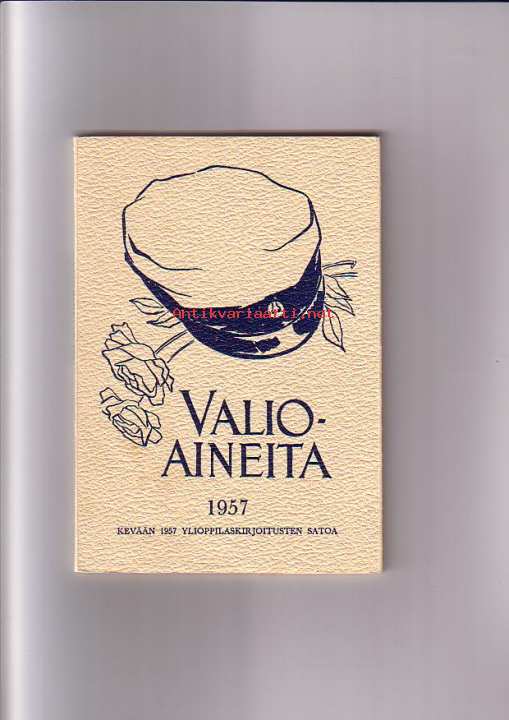 Antikvariaatti.net
VALIO-
AINEITA
1957
KEVÄÄN 1957 YLIOPPILASKIRJOITUSTEN SATOA